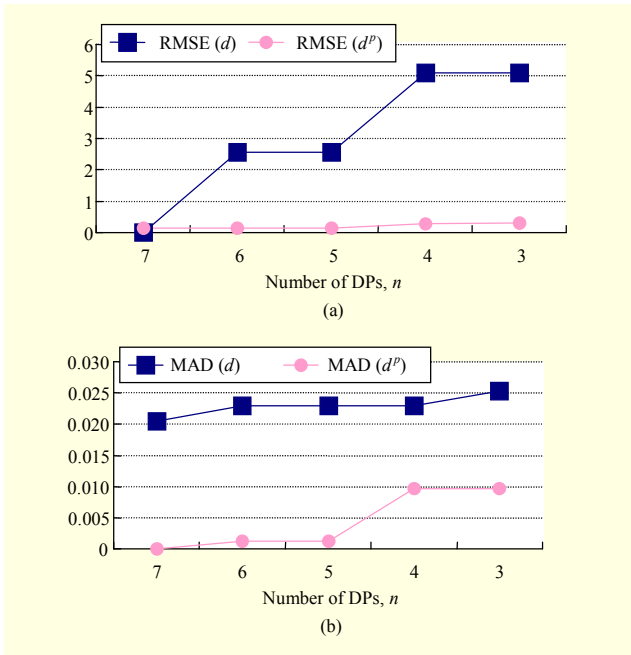 RMSE (d) RMSE (dᵖ)
6
5
4
3
2
1
0
7 6 5 4 3
Number of DPs, n
(a)
MAD (d) MAD (dᵖ)
0.030
0.025
0.020
0.015
0.010
0.005
0
7 6 5 4 3
Number of DPs, n
(b)